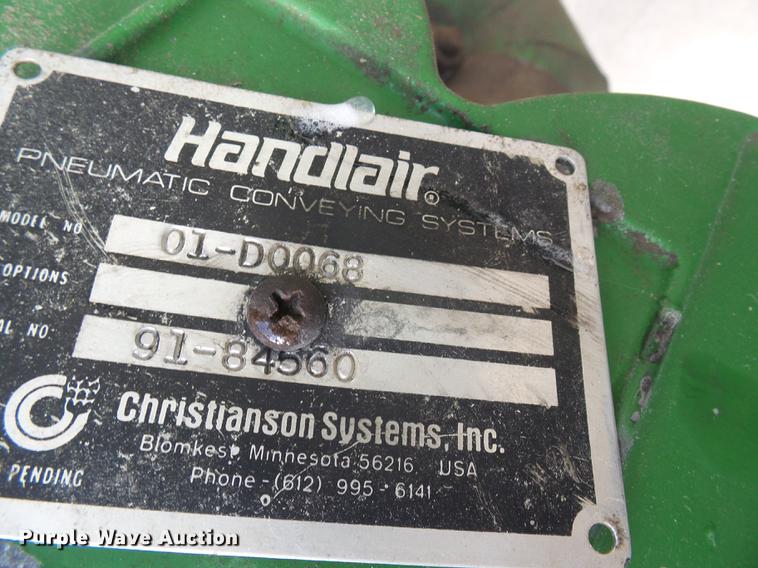 Handlair®
PNEUMATIC CONVEYING SYSTEMS
MODEL NO 01-D0068
OPTIONS
AL NO 91-84560
Christianson Systems, Inc.
Blomkest Minnesota 56216 USA
PENDING
Phone - (612) 995 - 6141
Purple Wave Auction